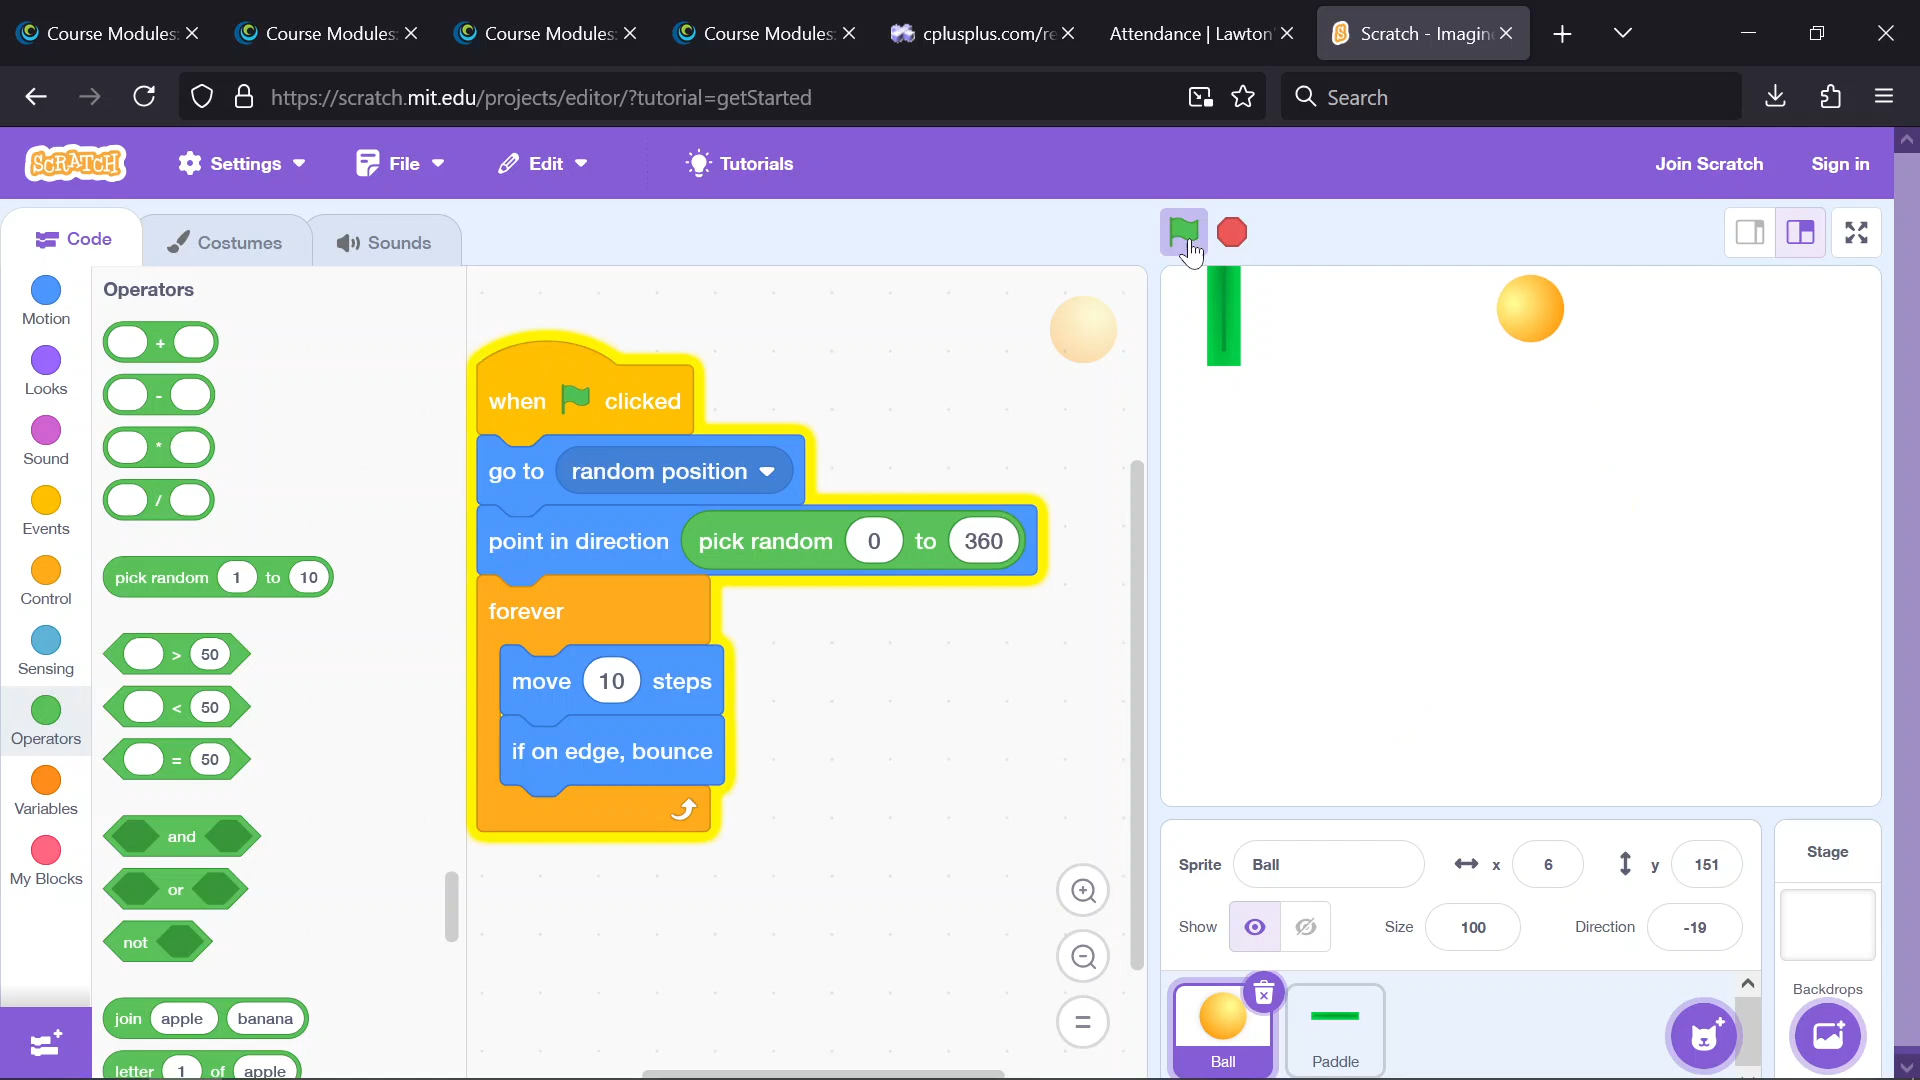 Course Modules: Course Modules: Course Modules: Course Modules: cplusplus.com/re Attendance | Lawton Scratch - Imagin
https://scratch.mit.edu/projects/editor/?tutorial=getStarted Search
SCRATCH Settings File Edit Tutorials Join Scratch Sign in
Code Costumes Sounds
Motion
Looks
Sound
Events
Control
Sensing
Operators
Variables
My Blocks
Operators
+
-
*
/
pick random 1 to 10
> 50
< 50
= 50
and
or
not
join apple banana
letter 1 of apple
when clicked
go to random position
point in direction pick random 0 to 360
forever
move 10 steps
if on edge, bounce
Sprite Ball x 6 y 151
Show Size 100 Direction -19
Ball Paddle
Stage
Backdrops